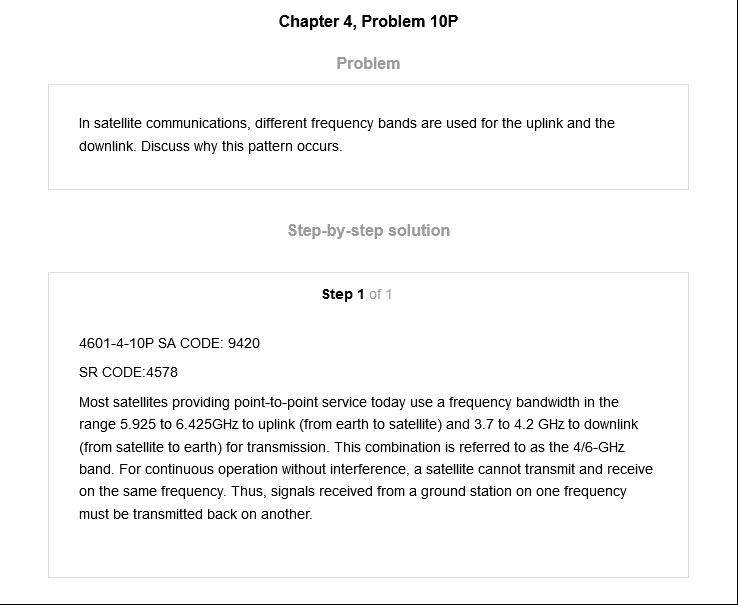 Chapter 4, Problem 10P
Problem
In satellite communications, different frequency bands are used for the uplink and the
downlink. Discuss why this pattern occurs.
Step-by-step solution
Step 1 of 1
4601-4-10P SA CODE: 9420
SR CODE:4578
Most satellites providing point-to-point service today use a frequency bandwidth in the
range 5.925 to 6.425GHz to uplink (from earth to satellite) and 3.7 to 4.2 GHz to downlink
(from satellite to earth) for transmission. This combination is referred to as the 4/6-GHz
band. For continuous operation without interference, a satellite cannot transmit and receive
on the same frequency. Thus, signals received from a ground station on one frequency
must be transmitted back on another.